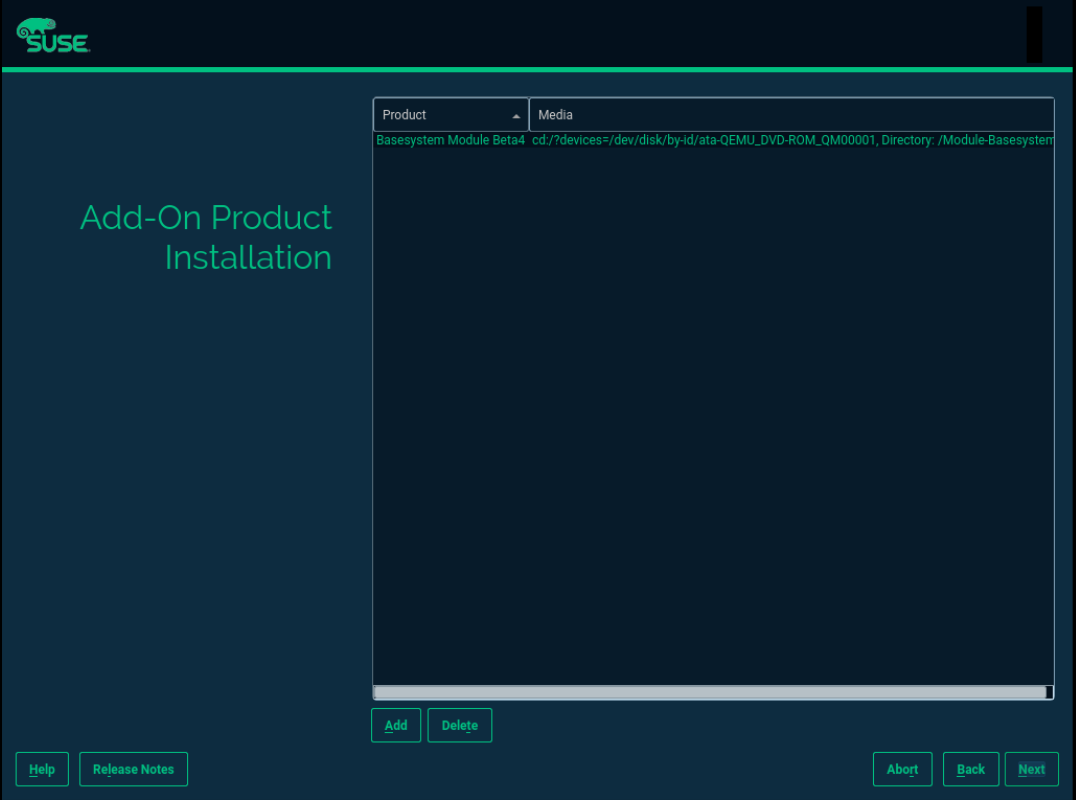 SUSE
Product Media
Basesystem Module Beta4 cd:/?devices=/dev/disk/by-id/ata-QEMU_DVD-ROM_QM00001, Directory: /Module-Basesystem
Add-On Product
Installation
Add Delete
Help Release Notes Abort Back Next